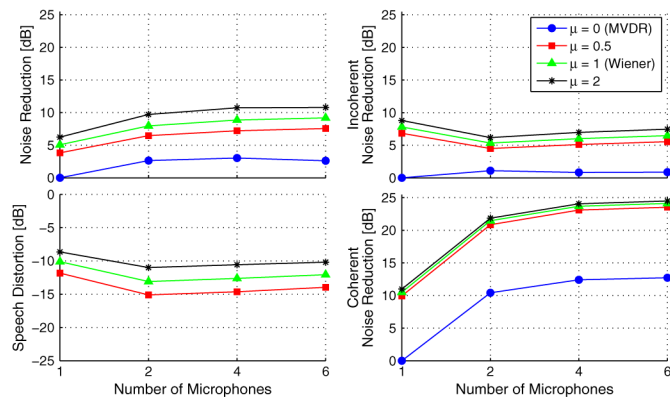 25
20
15
10
5
0
Noise Reduction [dB]
25
20
15
10
5
0
Incoherent
Noise Reduction [dB]
μ = 0 (MVDR)
μ = 0.5
μ = 1 (Wiener)
μ = 2
0
−5
−10
−15
−20
−25
Speech Distortion [dB]
1 2 4 6
Number of Microphones
25
20
15
10
5
0
Coherent
Noise Reduction [dB]
1 2 4 6
Number of Microphones